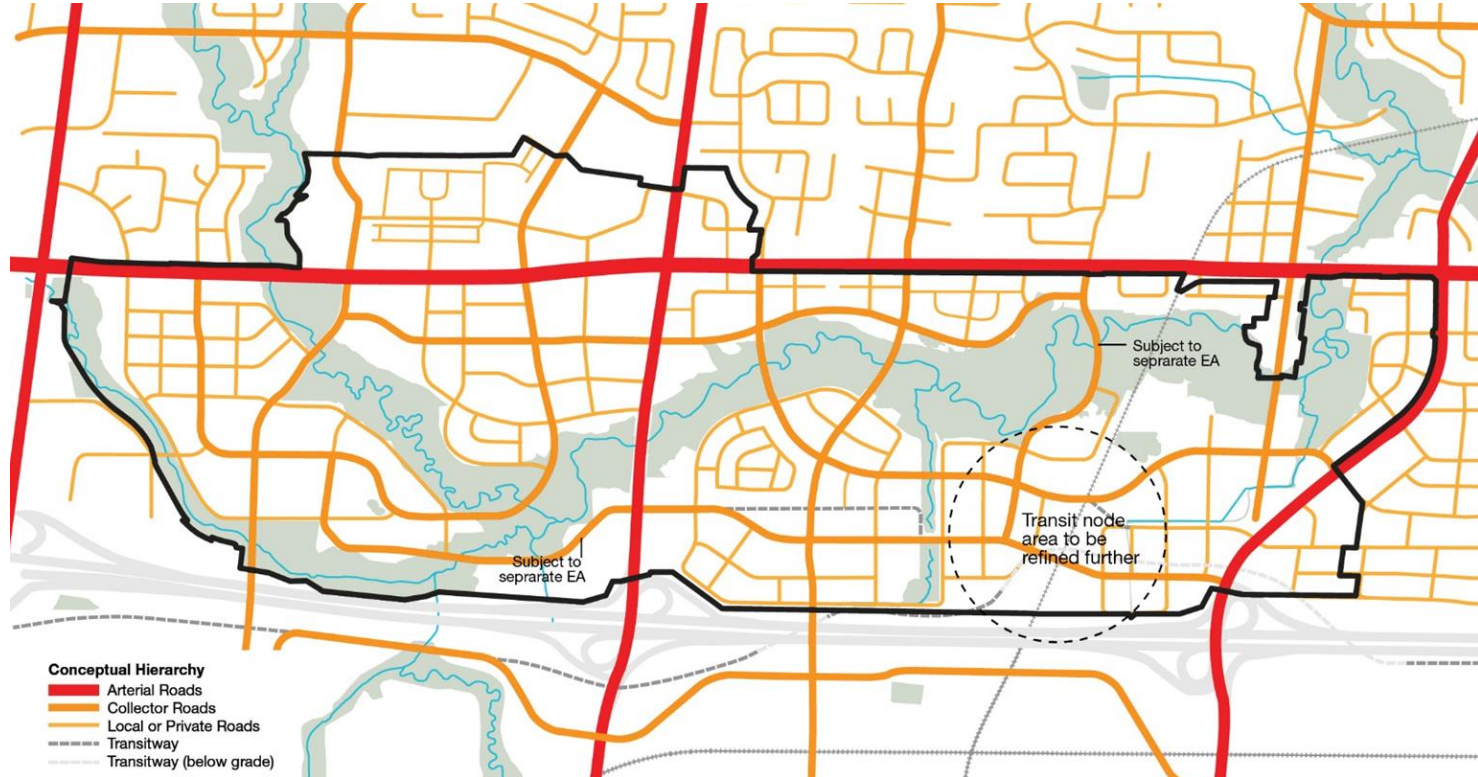 Subject to
seprarate EA
Transit node
area to be
refined further
Subject to
seprarate EA
Conceptual Hierarchy
Arterial Roads
Collector Roads
Local or Private Roads
Transitway
Transitway (below grade)